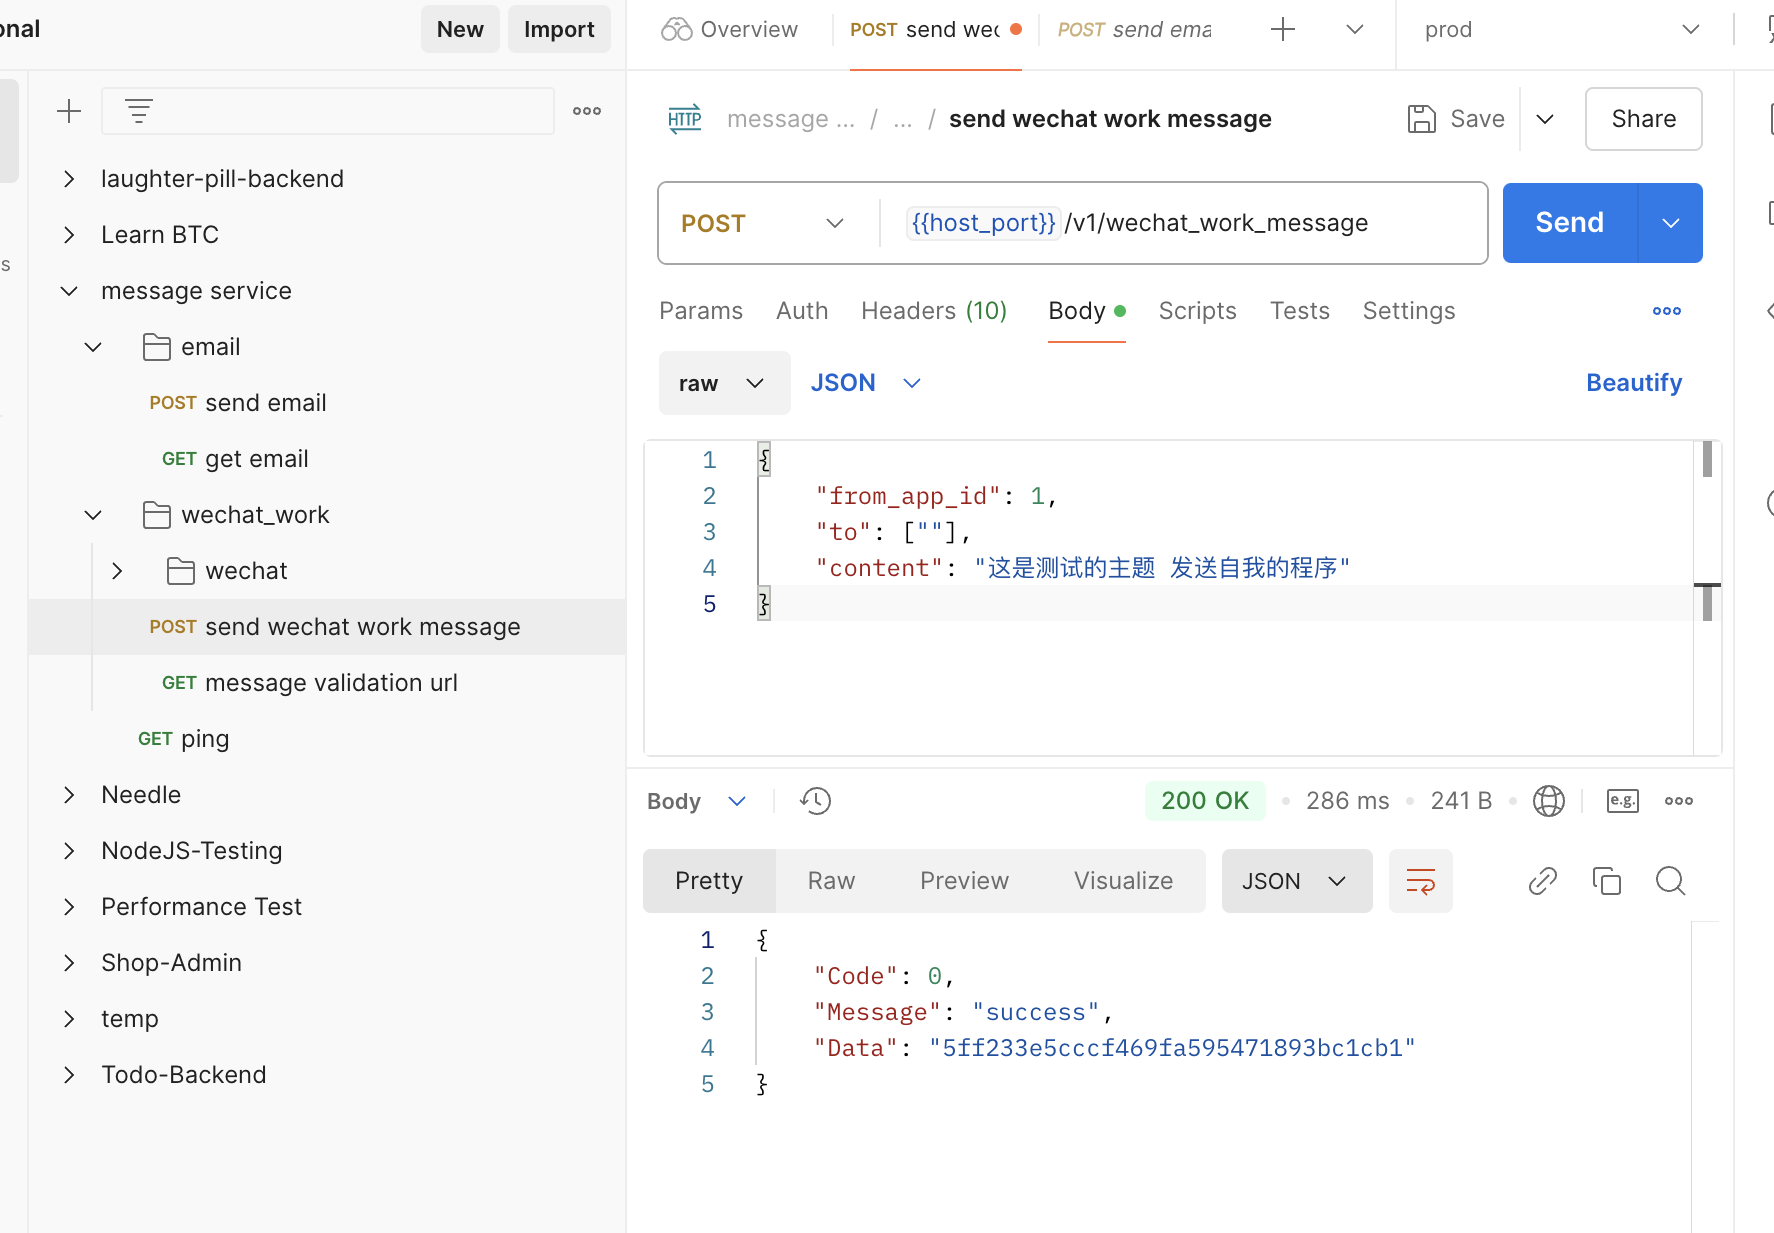 onal
New
Import
Overview
POST send wec
POST send ema
prod
s
laughter-pill-backend
Learn BTC
message service
email
POST send email
GET get email
wechat_work
wechat
POST send wechat work message
GET message validation url
GET ping
Needle
NodeJS-Testing
Performance Test
Shop-Admin
temp
Todo-Backend
HTTP message ... / ... / send wechat work message
Save
Share
POST
{{host_port}}/v1/wechat_work_message
Send
Params Auth Headers (10) Body Scripts Tests Settings
raw JSON Beautify
1 {
2 "from_app_id": 1,
3 "to": [""],
4 "content": "这是测试的主题 发送自我的程序"
5 }
Body 200 OK 286 ms 241 B e.g.
Pretty Raw Preview Visualize JSON
1 {
2 "Code": 0,
3 "Message": "success",
4 "Data": "5ff233e5cccf469fa595471893bc1cb1"
5 }